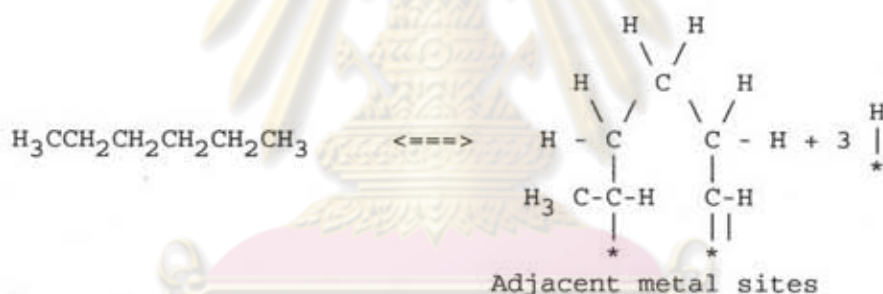 H   H
\ /
H C H
\ / \ /
H₃CCH₂CH₂CH₂CH₂CH₃ <===> H - C C - H + 3 H
| | |
H₃ C-C-H C-H *
| ||
* *
Adjacent metal sites